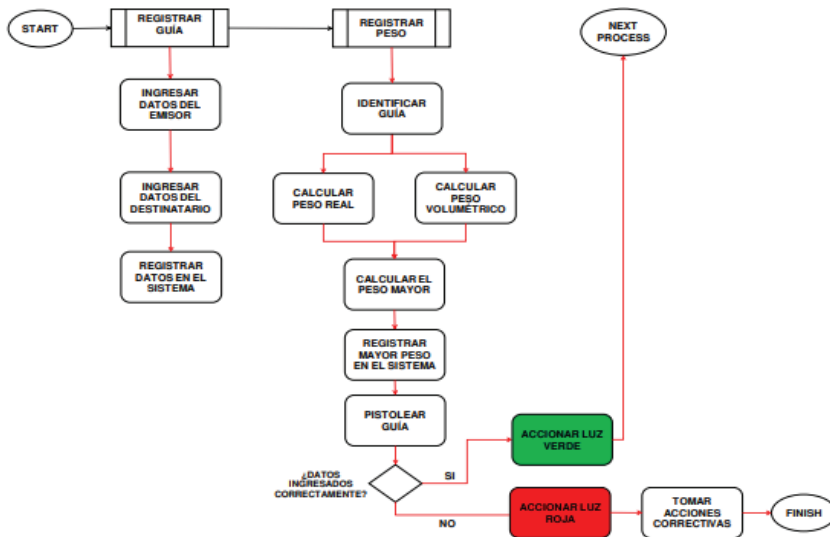 START
REGISTRAR
GUÍA
REGISTRAR
PESO
NEXT
PROCESS
INGRESAR
DATOS DEL
EMISOR
IDENTIFICAR
GUÍA
INGRESAR
DATOS DEL
DESTINATARIO
CALCULAR
PESO REAL
CALCULAR
PESO
VOLUMÉTRICO
REGISTRAR
DATOS EN EL
SISTEMA
CALCULAR EL
PESO MAYOR
REGISTRAR
MAYOR PESO
EN EL SISTEMA
PISTOLEAR
GUÍA
ACCIONAR LUZ
VERDE
¿DATOS
INGRESADOS
CORRECTAMENTE?
SI
NO
ACCIONAR LUZ
ROJA
TOMAR
ACCIONES
CORRECTIVAS
FINISH